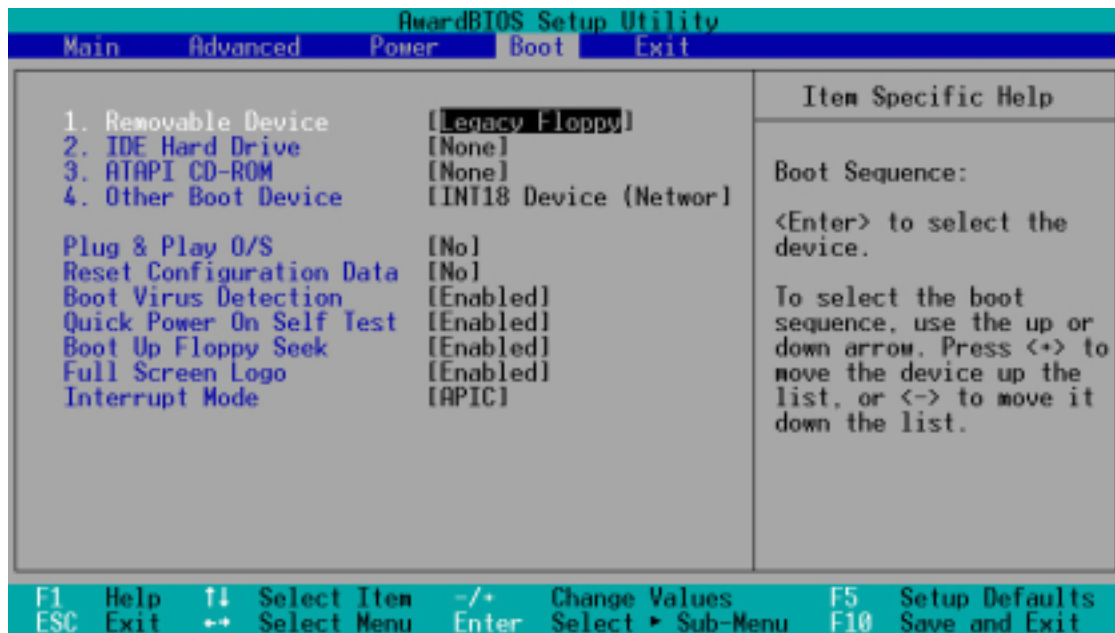 AwardBIOS Setup Utility
Main Advanced Power Boot Exit
1. Removable Device [Legacy Floppy]
2. IDE Hard Drive [None]
3. ATAPI CD-ROM [None]
4. Other Boot Device [INT18 Device (Networ]
Plug & Play O/S [No]
Reset Configuration Data [No]
Boot Virus Detection [Enabled]
Quick Power On Self Test [Enabled]
Boot Up Floppy Seek [Enabled]
Full Screen Logo [Enabled]
Interrupt Mode [APIC]
Item Specific Help
Boot Sequence:
<Enter> to select the
device.
To select the boot
sequence, use the up or
down arrow. Press <+> to
move the device up the
list, or <-> to move it
down the list.
F1 Help ↑↓ Select Item -/+ Change Values F5 Setup Defaults
ESC Exit ←→ Select Menu Enter Select ► Sub-Menu F10 Save and Exit